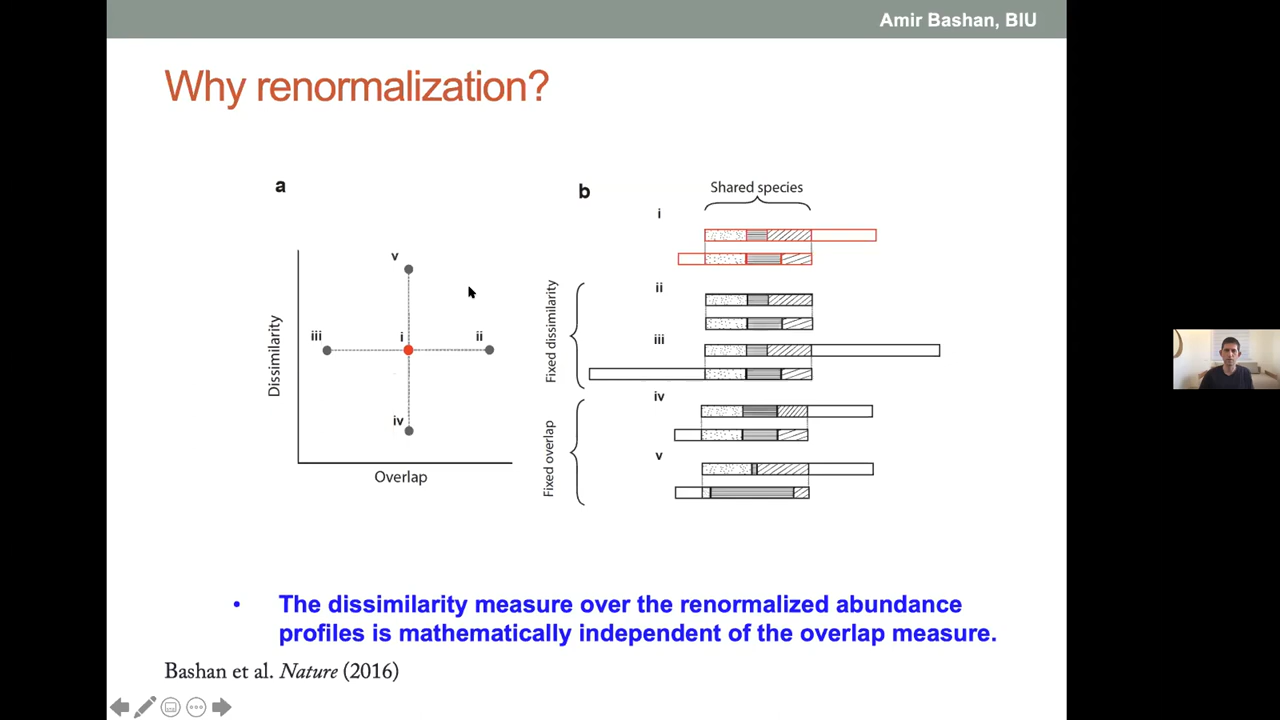 Amir Bashan, BIU
Why renormalization?
a
v
iii
i
ii
iv
Dissimilarity
Overlap
b
Shared species
i
ii
iii
Fixed dissimilarity
iv
v
Fixed overlap
• The dissimilarity measure over the renormalized abundance
profiles is mathematically independent of the overlap measure.
Bashan et al. Nature (2016)